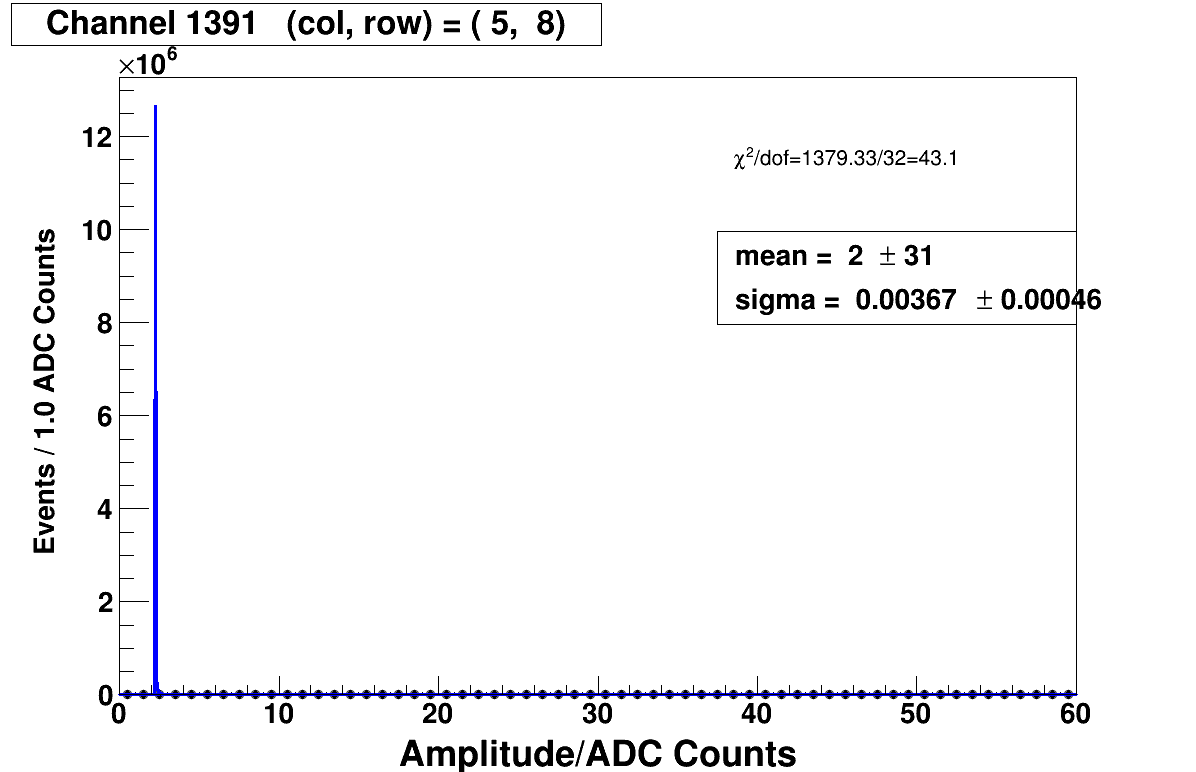 Channel 1391 (col, row) = ( 5, 8)
×10⁶
12
10
8
6
4
2
0
Events / 1.0 ADC Counts
χ²/dof=1379.33/32=43.1
mean = 2 ± 31
sigma = 0.00367 ± 0.00046
0 10 20 30 40 50 60
Amplitude/ADC Counts